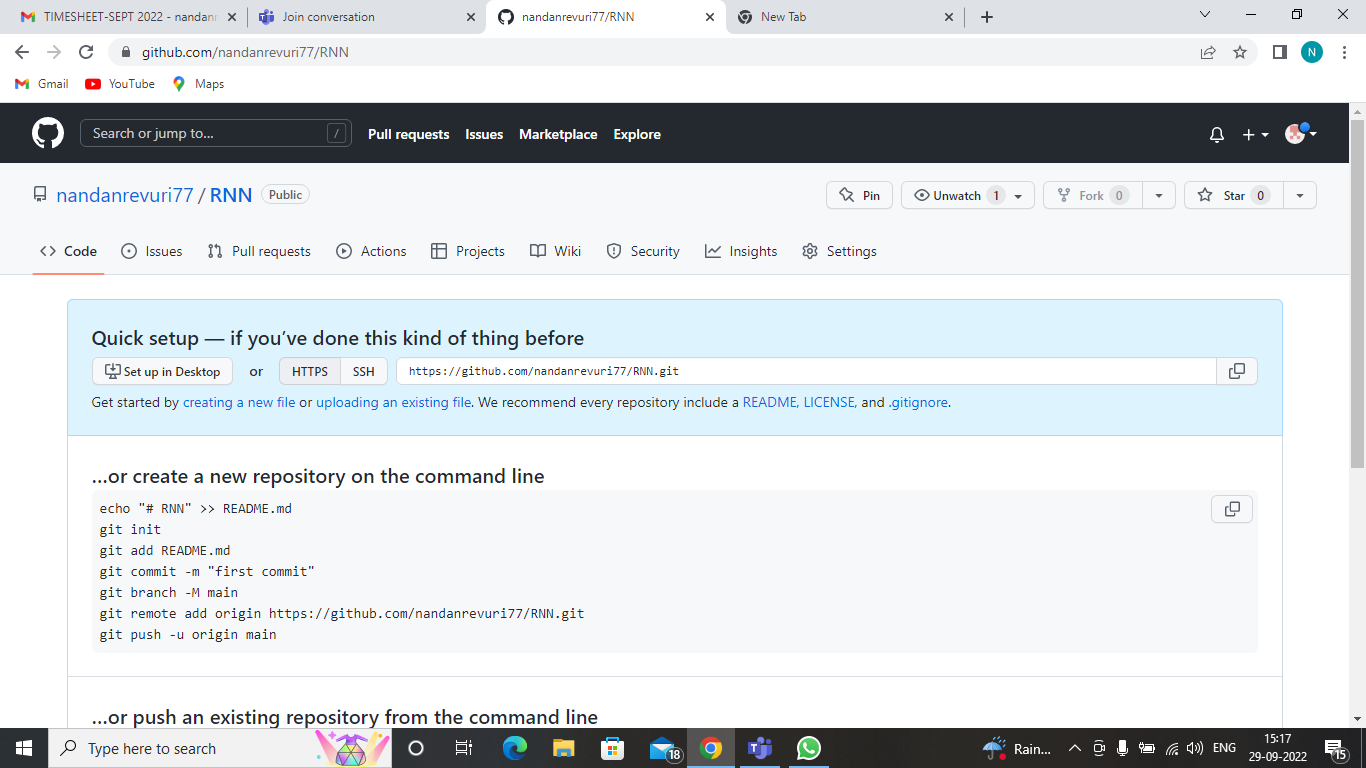 TIMESHEET-SEPT 2022 - nandanr
Join conversation
nandanrevuri77/RNN
New Tab
github.com/nandanrevuri77/RNN
N
Gmail
YouTube
Maps
Search or jump to...
/
Pull requests
Issues
Marketplace
Explore
nandanrevuri77 / RNN
Public
Pin
Unwatch 1
Fork 0
Star 0
Code
Issues
Pull requests
Actions
Projects
Wiki
Security
Insights
Settings
Quick setup — if you’ve done this kind of thing before
Set up in Desktop
or
HTTPS
SSH
https://github.com/nandanrevuri77/RNN.git
Get started by creating a new file or uploading an existing file. We recommend every repository include a README, LICENSE, and .gitignore.
…or create a new repository on the command line
echo "# RNN" >> README.md
git init
git add README.md
git commit -m "first commit"
git branch -M main
git remote add origin https://github.com/nandanrevuri77/RNN.git
git push -u origin main
…or push an existing repository from the command line
Type here to search
18
Rain...
ENG
15:17
29-09-2022
15